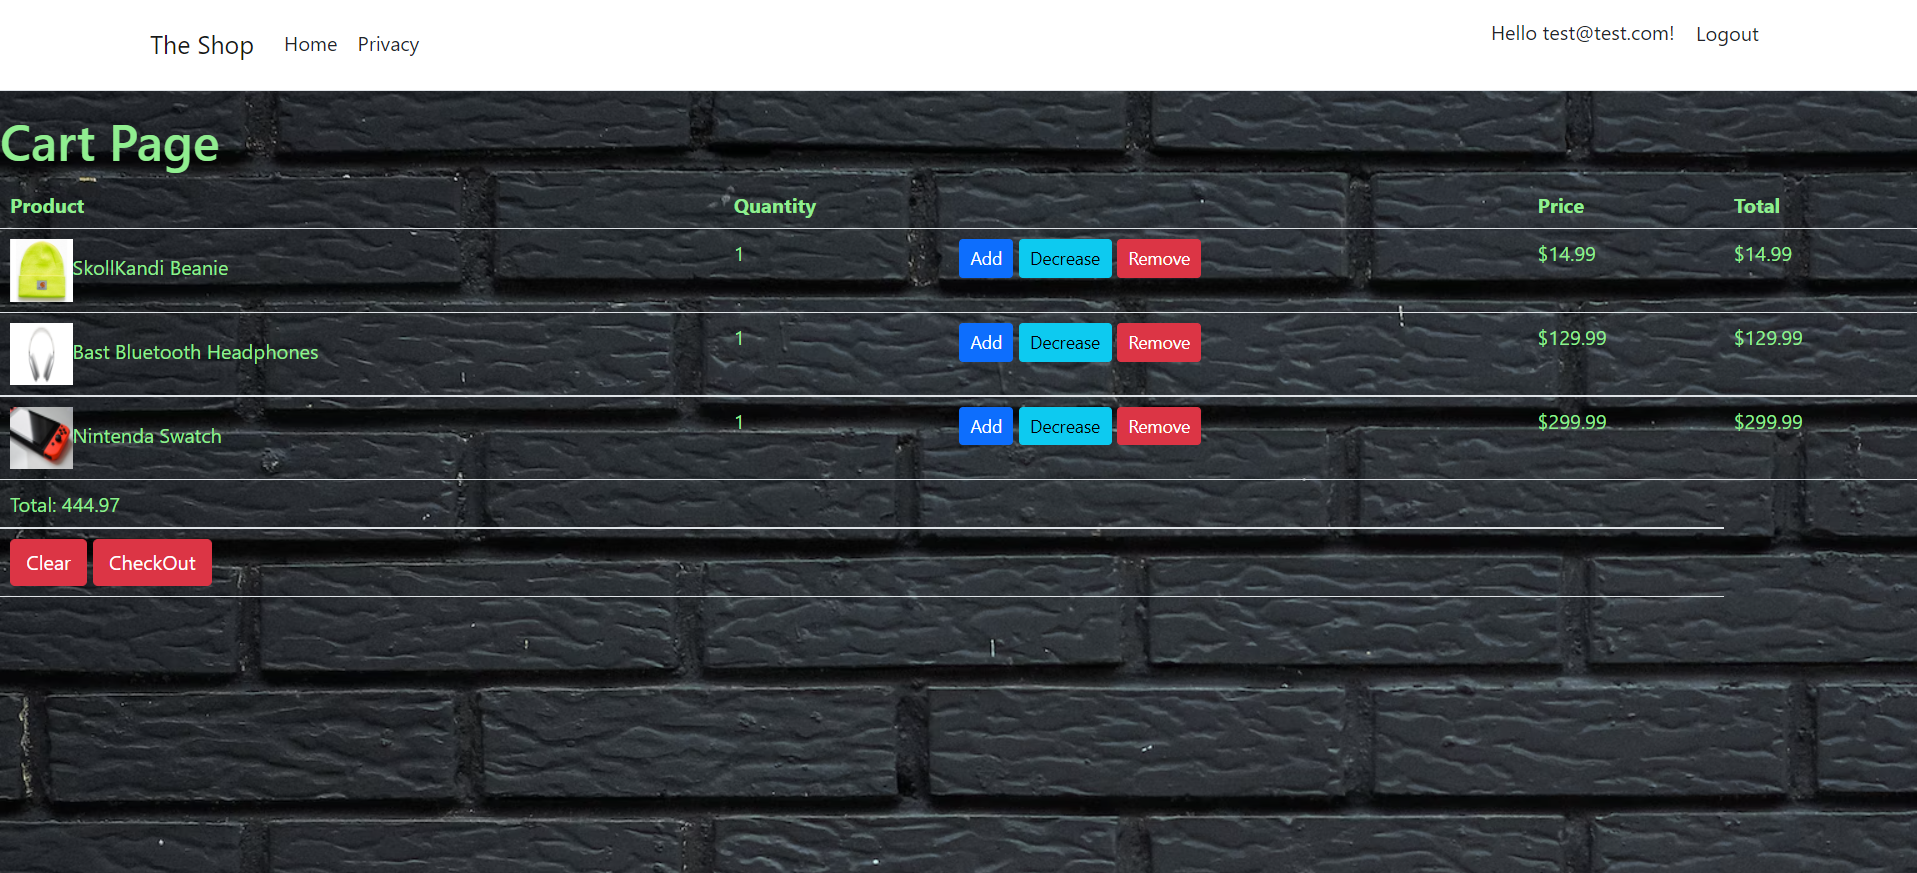 The Shop Home Privacy Hello test@test.com! Logout
Cart Page
Product Quantity Price Total
SkollKandi Beanie 1 Add Decrease Remove $14.99 $14.99
Bast Bluetooth Headphones 1 Add Decrease Remove $129.99 $129.99
Nintenda Swatch 1 Add Decrease Remove $299.99 $299.99
Total: 444.97
Clear CheckOut